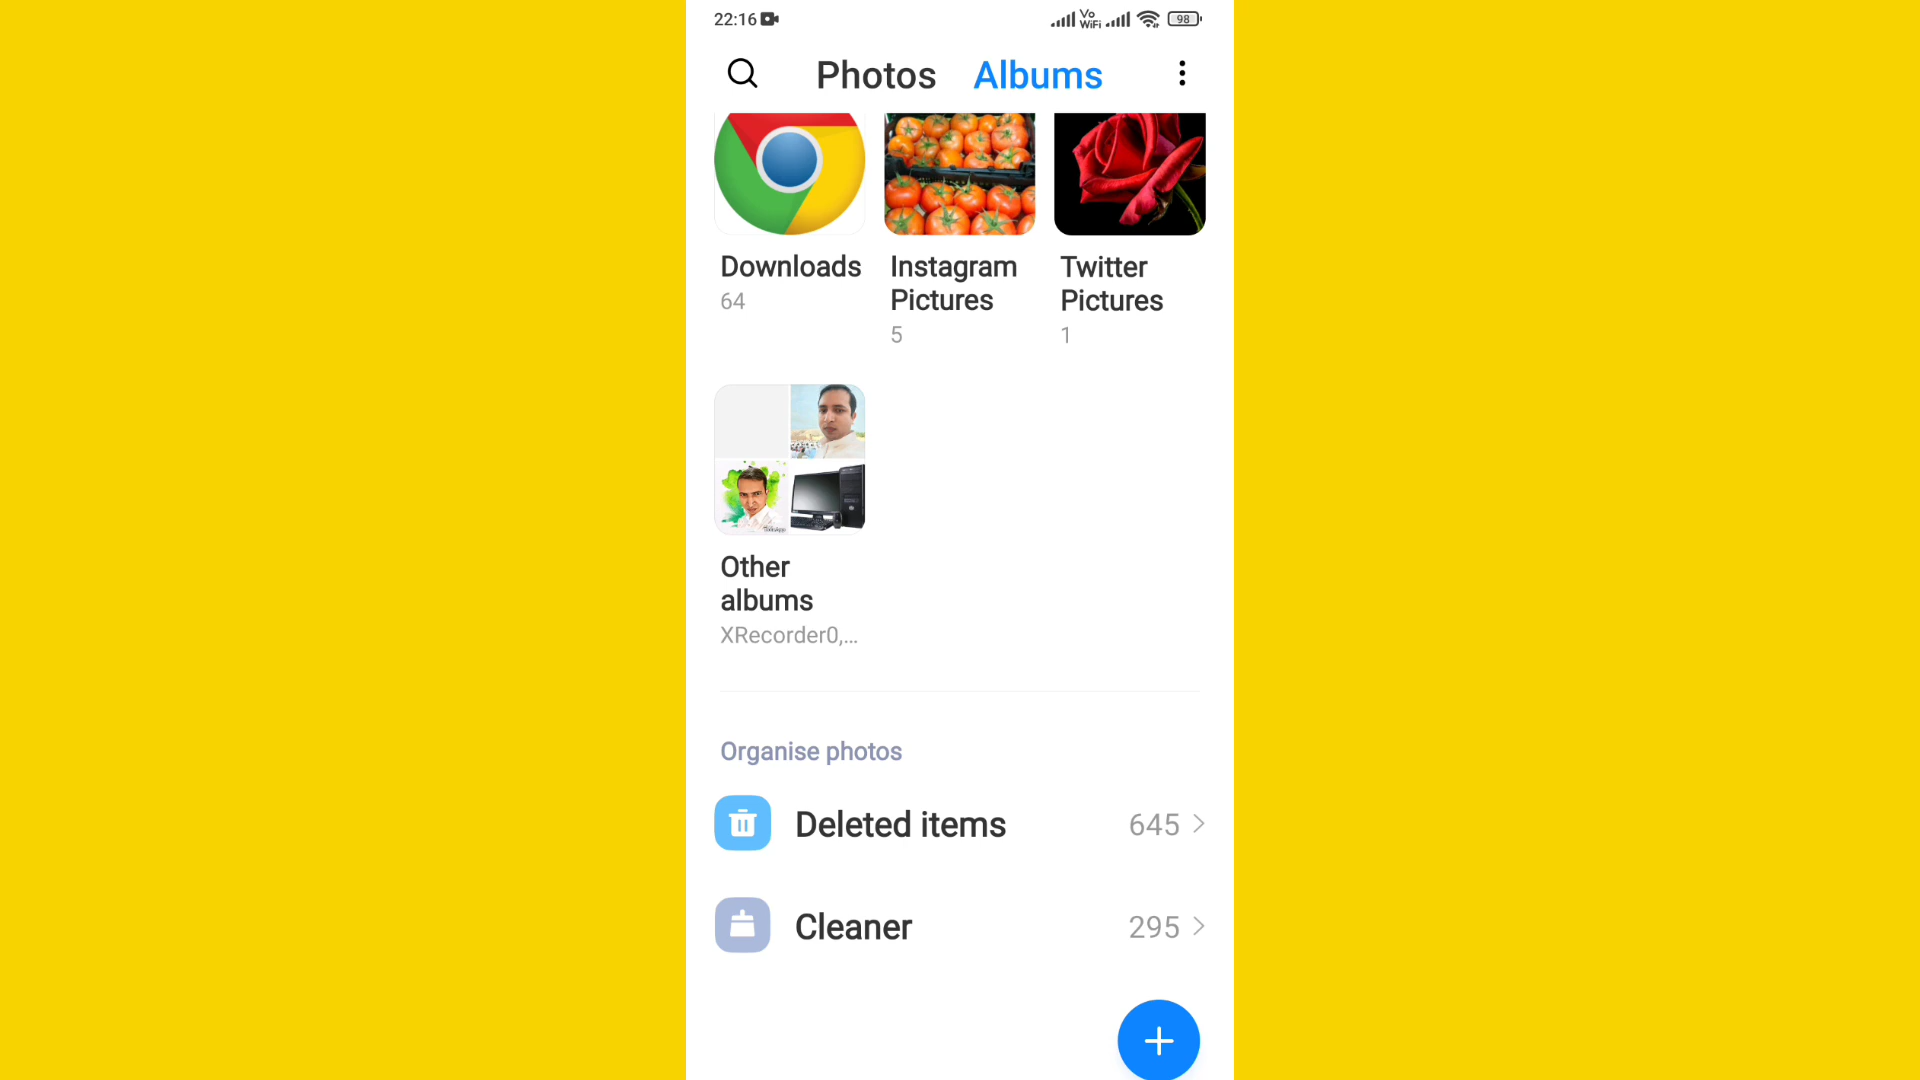 22:16
Vo
WiFi
98
Photos Albums
Downloads
64
Instagram
Pictures
5
Twitter
Pictures
1
Other
albums
XRecorder0,...
Organise photos
Deleted items 645
Cleaner 295